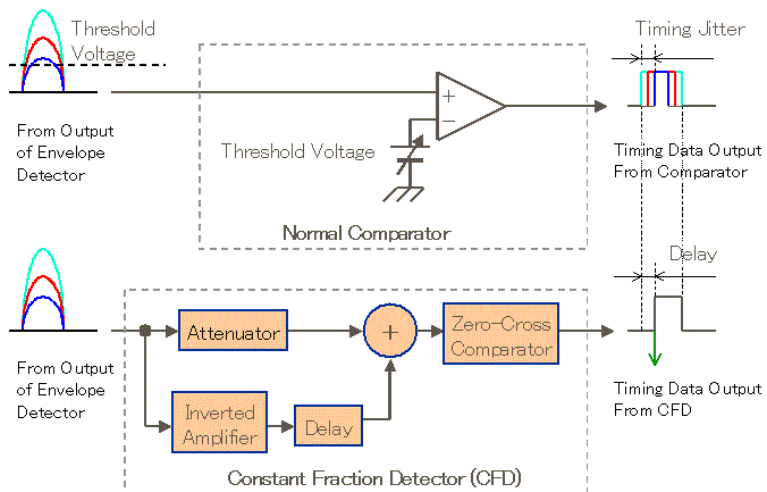 Threshold
Voltage
Timing Jitter
From Output
of Envelope
Detector
+
−
Threshold Voltage
Timing Data Output
From Comparator
Normal Comparator
Delay
Attenuator
+
Zero-Cross
Comparator
From Output
of Envelope
Detector
Inverted
Amplifier
Delay
Timing Data Output
From CFD
Constant Fraction Detector (CFD)